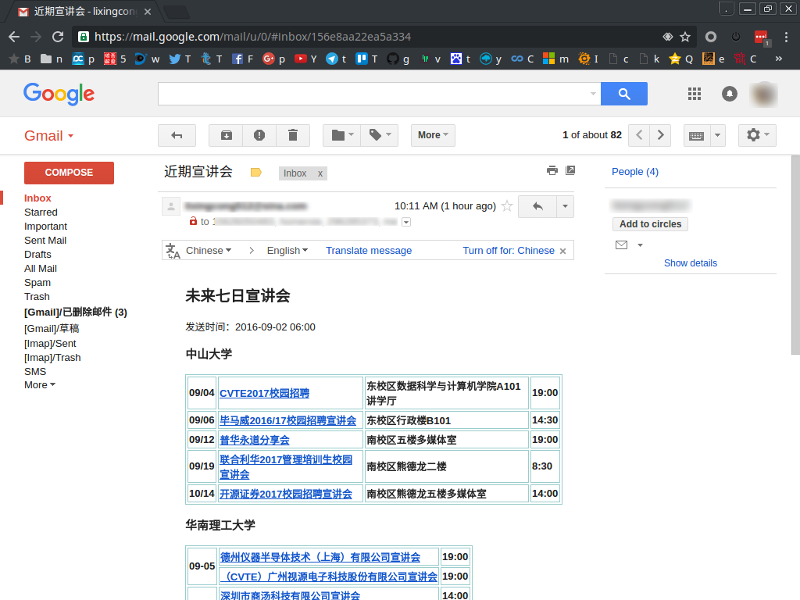 近期宣讲会 - lixingcon
https://mail.google.com/mail/u/0/#inbox/156e8aa22ea5a334
B n p 5 w T T F p Y t T g v t y C m I c k Q e C »
Google
Gmail
More
1 of about 82
COMPOSE
Inbox
Starred
Important
Sent Mail
Drafts
All Mail
Spam
Trash
[Gmail]/已删除邮件 (3)
[Gmail]/草稿
[Imap]/Sent
[Imap]/Trash
SMS
More
近期宣讲会
Inbox x
10:11 AM (1 hour ago)
to
Chinese > English Translate message Turn off for: Chinese x
People (4)
Add to circles
Show details
未来七日宣讲会
发送时间：2016-09-02 06:00
中山大学
09/04 CVTE2017校园招聘 东校区数据科学与计算机学院A101 19:00
讲学厅
09/06 毕马威2016/17校园招聘宣讲会 东校区行政楼B101 14:30
09/12 普华永道分享会 南校区五楼多媒体室 19:00
09/19 联合利华2017管理培训生校园 南校区熊德龙二楼 8:30
宣讲会
10/14 开源证券2017校园招聘宣讲会 南校区熊德龙五楼多媒体室 14:00
华南理工大学
09-05 德州仪器半导体技术（上海）有限公司宣讲会 19:00
（CVTE）广州视源电子科技股份有限公司宣讲会 19:00
深圳市商汤科技有限公司宣讲会 14:00